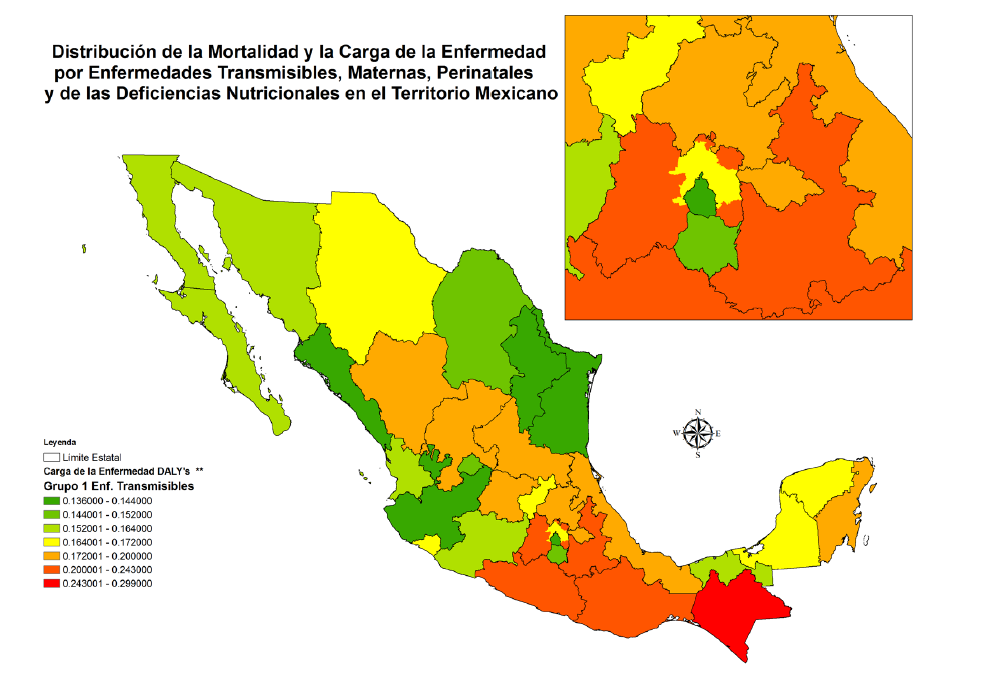 Distribución de la Mortalidad y la Carga de la Enfermedad
por Enfermedades Transmisibles, Maternas, Perinatales
y de las Deficiencias Nutricionales en el Territorio Mexicano
N
W E
S
Leyenda
Limite Estatal
Carga de la Enfermedad DALY's **
Grupo 1 Enf. Transmisibles
0.136000 - 0.144000
0.144001 - 0.152000
0.152001 - 0.164000
0.164001 - 0.172000
0.172001 - 0.200000
0.200001 - 0.243000
0.243001 - 0.299000